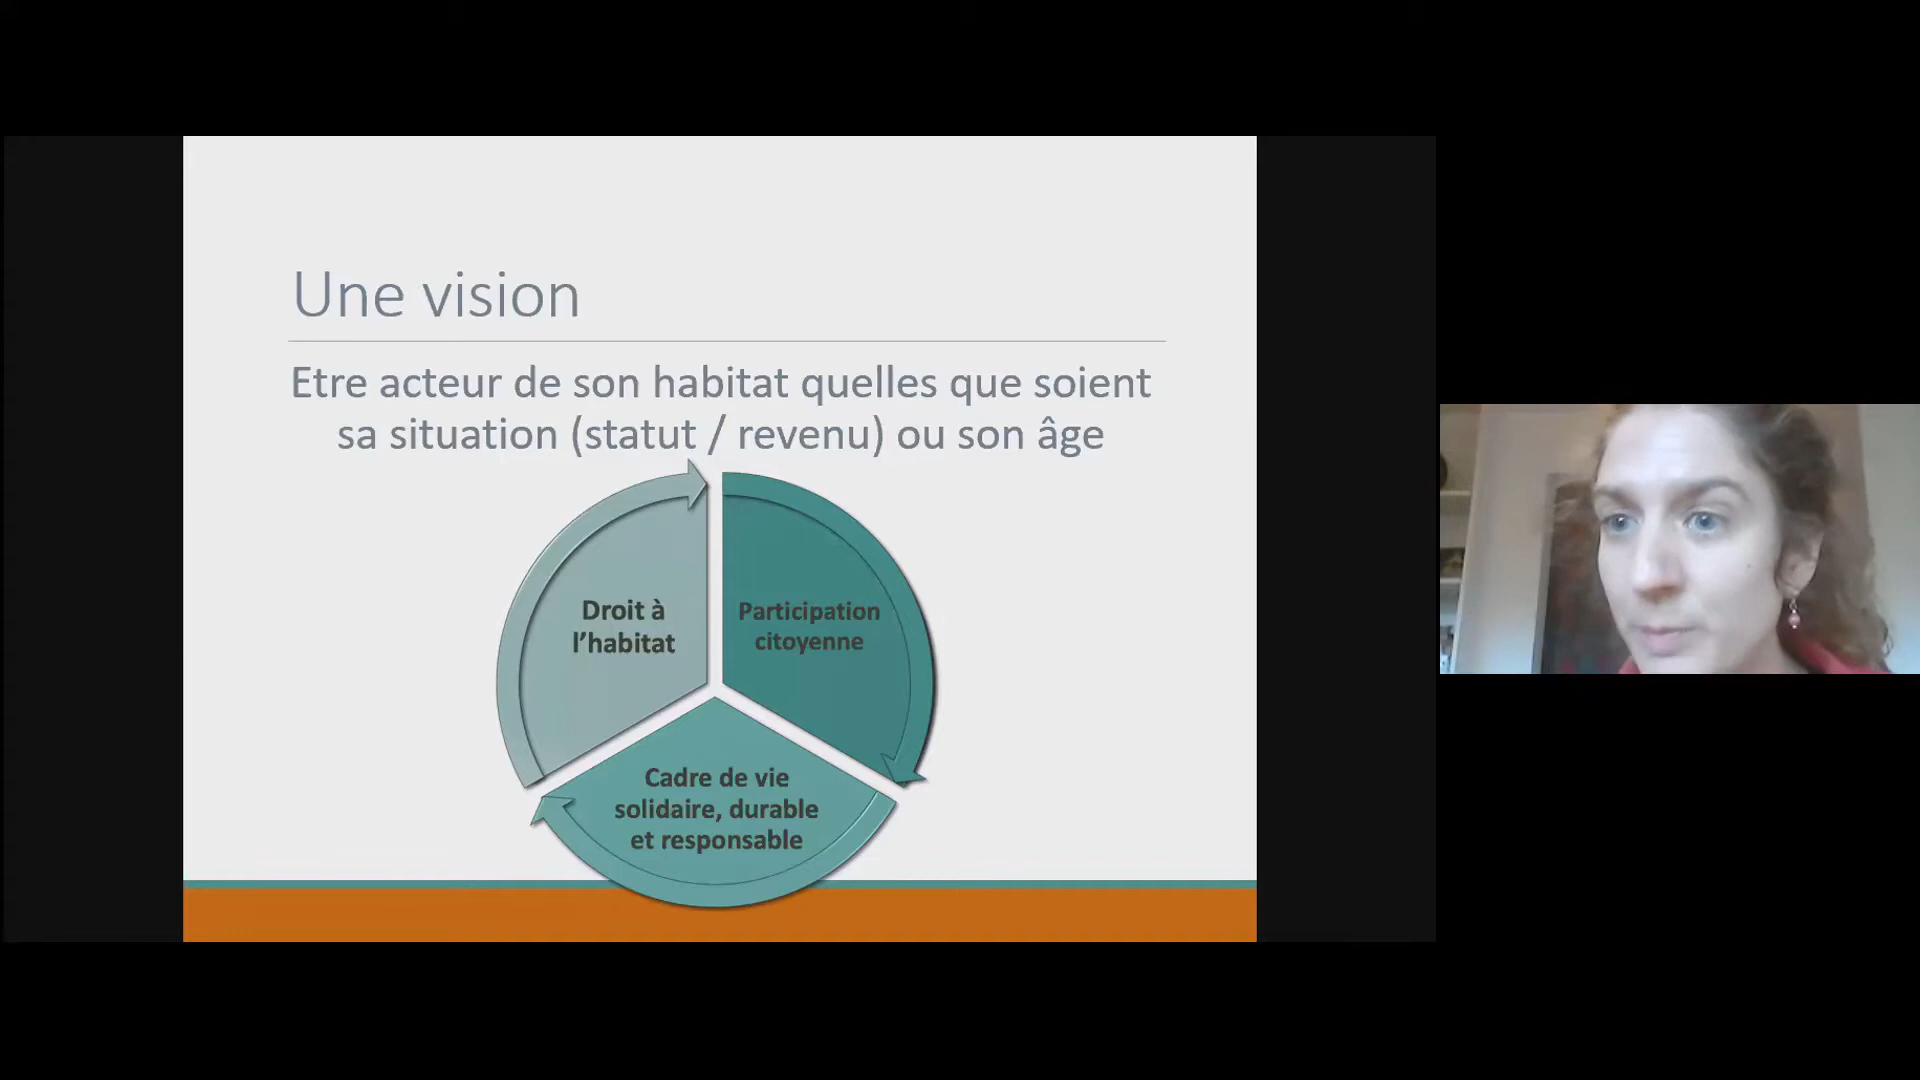 Une vision
Etre acteur de son habitat quelles que soient
sa situation (statut / revenu) ou son âge
Droit à
l’habitat
Participation
citoyenne
Cadre de vie
solidaire, durable
et responsable